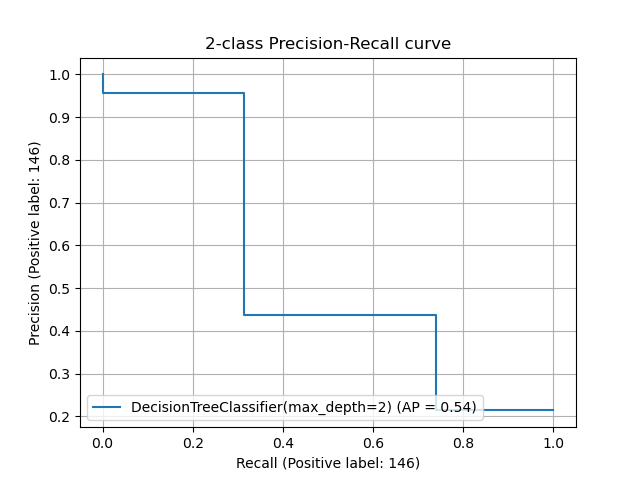 2-class Precision-Recall curve
Precision (Positive label: 146)
1.0
0.9
0.8
0.7
0.6
0.5
0.4
0.3
0.2
DecisionTreeClassifier(max_depth=2) (AP = 0.54)
0.0 0.2 0.4 0.6 0.8 1.0
Recall (Positive label: 146)